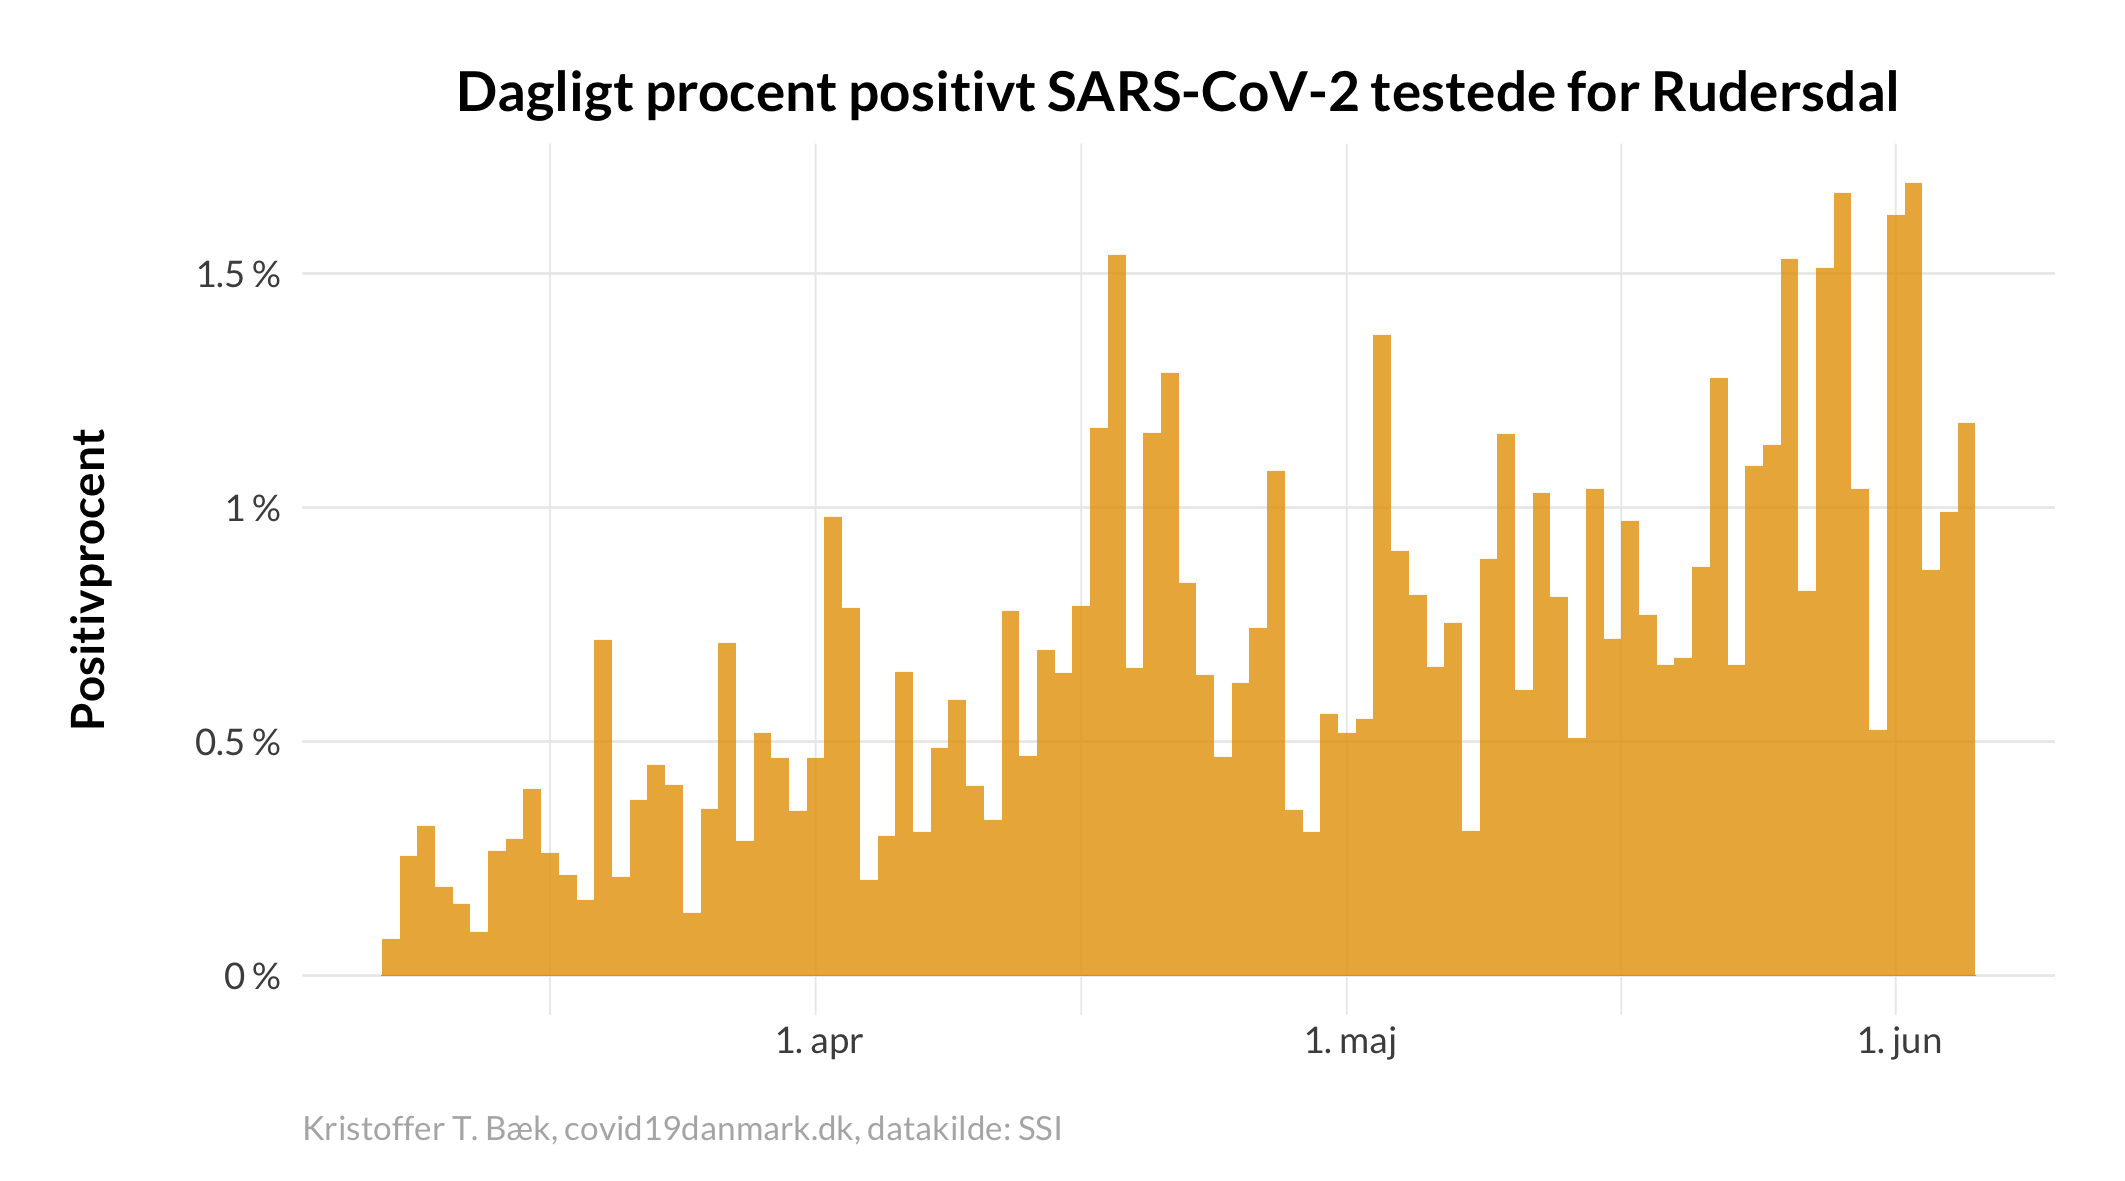 Dagligt procent positivt SARS-CoV-2 testede for Rudersdal
Positivprocent
1.5 %
1 %
0.5 %
0 %
1. apr
1. maj
1. jun
Kristoffer T. Bæk, covid19danmark.dk, datakilde: SSI